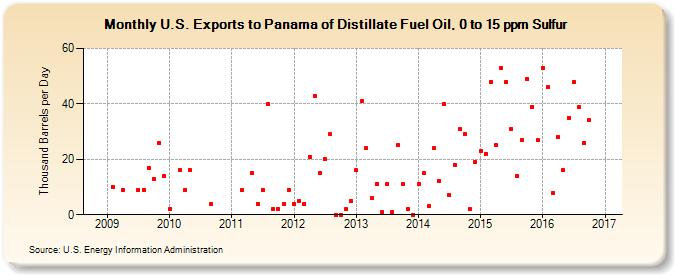 Monthly U.S. Exports to Panama of Distillate Fuel Oil, 0 to 15 ppm Sulfur
Thousand Barrels per Day
60
40
20
0
2009 2010 2011 2012 2013 2014 2015 2016 2017
Source: U.S. Energy Information Administration